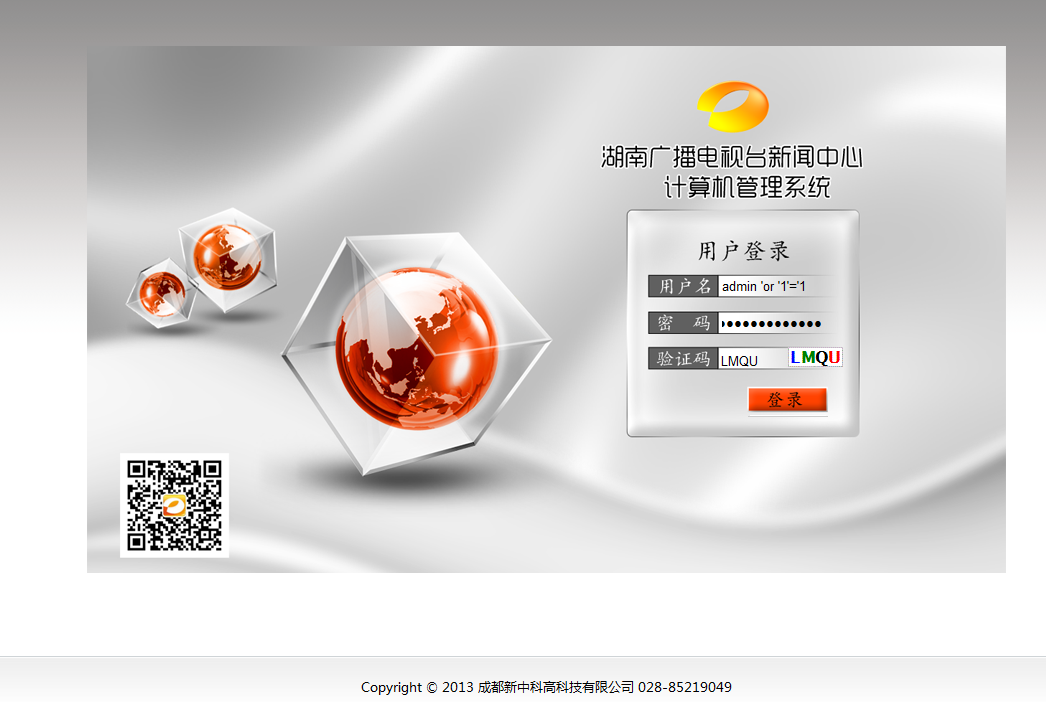 湖南广播电视台新闻中心
计算机管理系统
用户登录
用户名 admin 'or '1'='1
密 码 •••••••••••••
验证码 LMQU LMQU
登录
Copyright © 2013 成都新中科高科技有限公司 028-85219049